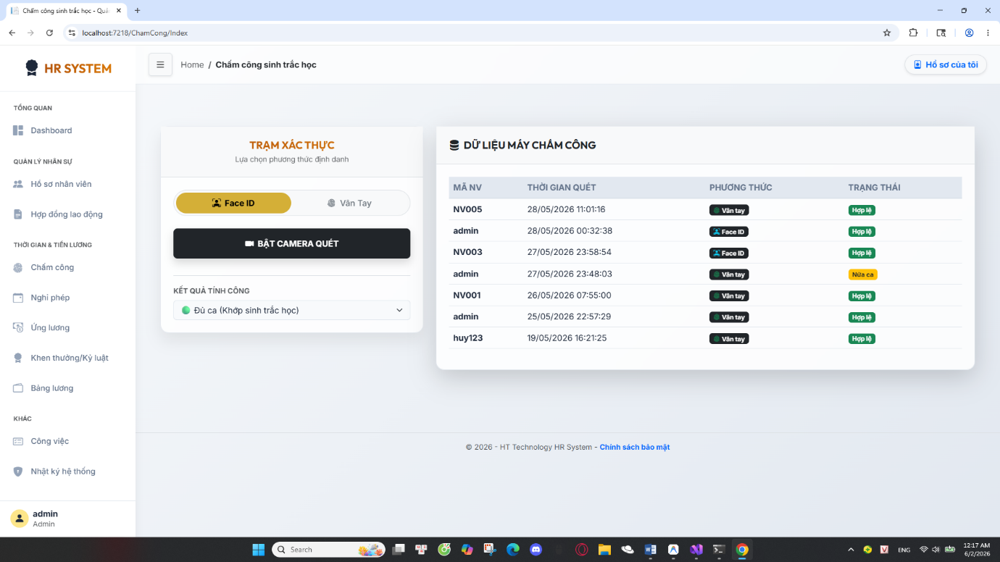 Chấm công sinh trắc học - Quả
localhost:7218/ChamCong/Index
HR SYSTEM
Home / Chấm công sinh trắc học
Hồ sơ của tôi
TỔNG QUAN
Dashboard
QUẢN LÝ NHÂN SỰ
Hồ sơ nhân viên
Hợp đồng lao động
THỜI GIAN & TIỀN LƯƠNG
Chấm công
Nghỉ phép
Ứng lương
Khen thưởng/Kỷ luật
Bảng lương
KHÁC
Công việc
Nhật ký hệ thống
admin
Admin
TRẠM XÁC THỰC
Lựa chọn phương thức định danh
Face ID
Vân Tay
BẬT CAMERA QUÉT
KẾT QUẢ TÍNH CÔNG
Đủ ca (Khớp sinh trắc học)
DỮ LIỆU MÁY CHẤM CÔNG
MÃ NV THỜI GIAN QUÉT PHƯƠNG THỨC TRẠNG THÁI
NV005 28/05/2026 11:01:16 Vân tay Hợp lệ
admin 28/05/2026 00:32:38 Face ID Hợp lệ
NV003 27/05/2026 23:58:54 Face ID Hợp lệ
admin 27/05/2026 23:48:03 Vân tay Nửa ca
NV001 26/05/2026 07:55:00 Vân tay Hợp lệ
admin 25/05/2026 22:57:29 Vân tay Hợp lệ
huy123 19/05/2026 16:21:25 Vân tay Hợp lệ
© 2026 - HT Technology HR System - Chính sách bảo mật
Search
ENG
12:17 AM
6/2/2026